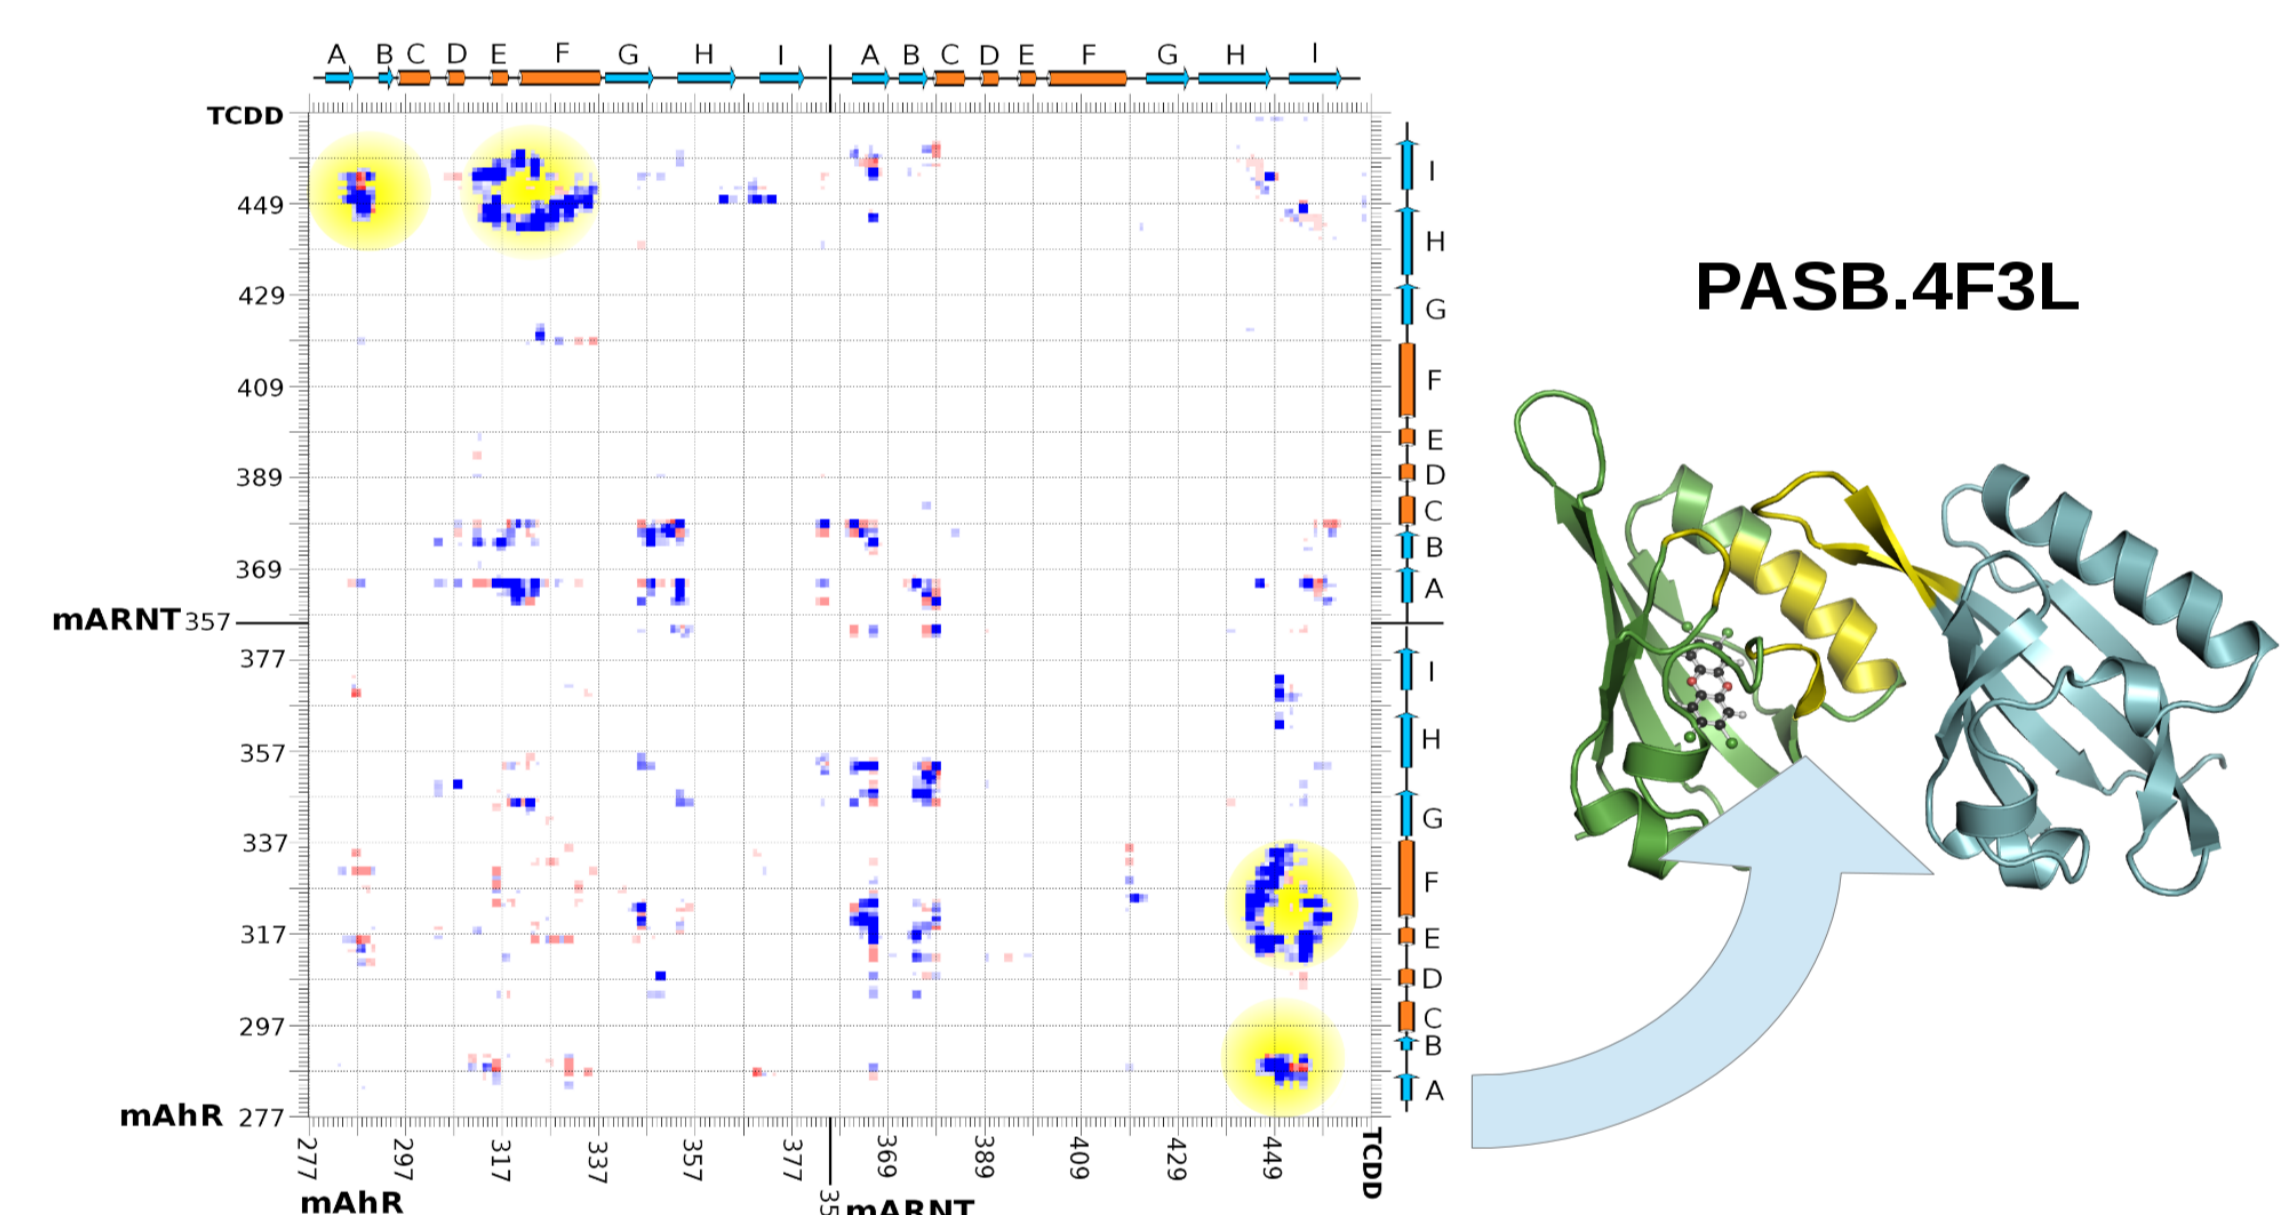 A B C D E F G H I A B C D E F G H I
TCDD
449
429
409
389
369
mARNT 357
377
357
337
317
297
mAhR 277
I
H
G
F
E
D
C
B
A
I
H
G
F
E
D
C
B
A
PASB.4F3L
277 297 317 337 357 377 35 369 389 409 429 449 TCDD
mAhR mARNT